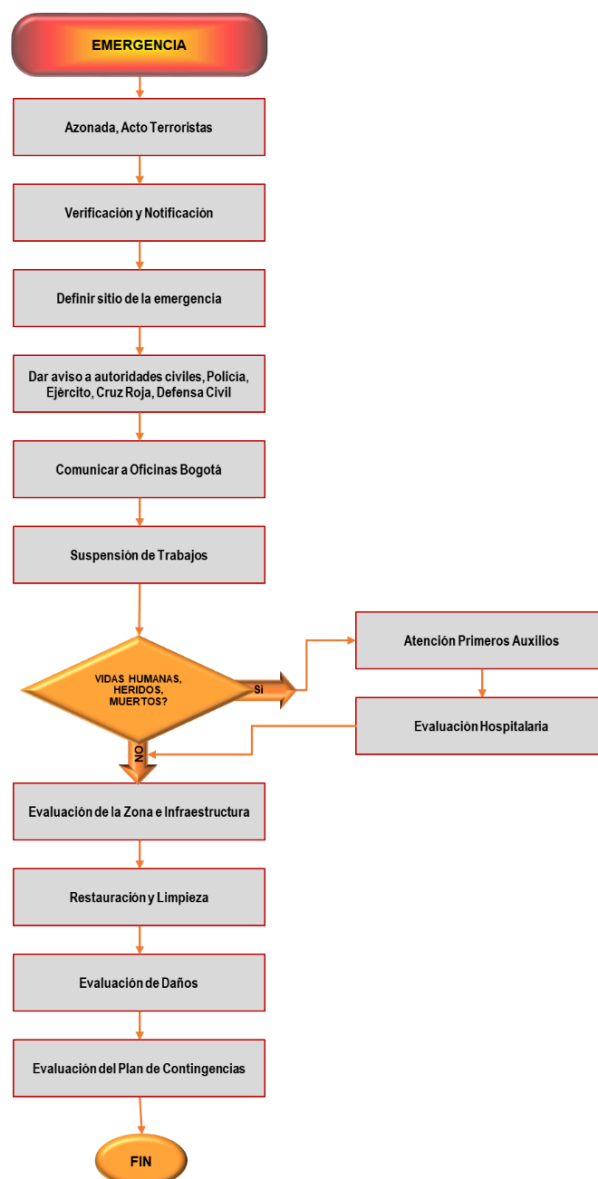 EMERGENCIA
Azonada, Acto Terroristas
Verificación y Notificación
Definir sitio de la emergencia
Dar aviso a autoridades civiles, Policía,
Ejército, Cruz Roja, Defensa Civil
Comunicar a Oficinas Bogotá
Suspensión de Trabajos
VIDAS HUMANAS,
HERIDOS,
MUERTOS?
Sí
Atención Primeros Auxilios
Evaluación Hospitalaria
NO
Evaluación de la Zona e Infraestructura
Restauración y Limpieza
Evaluación de Daños
Evaluación del Plan de Contingencias
FIN